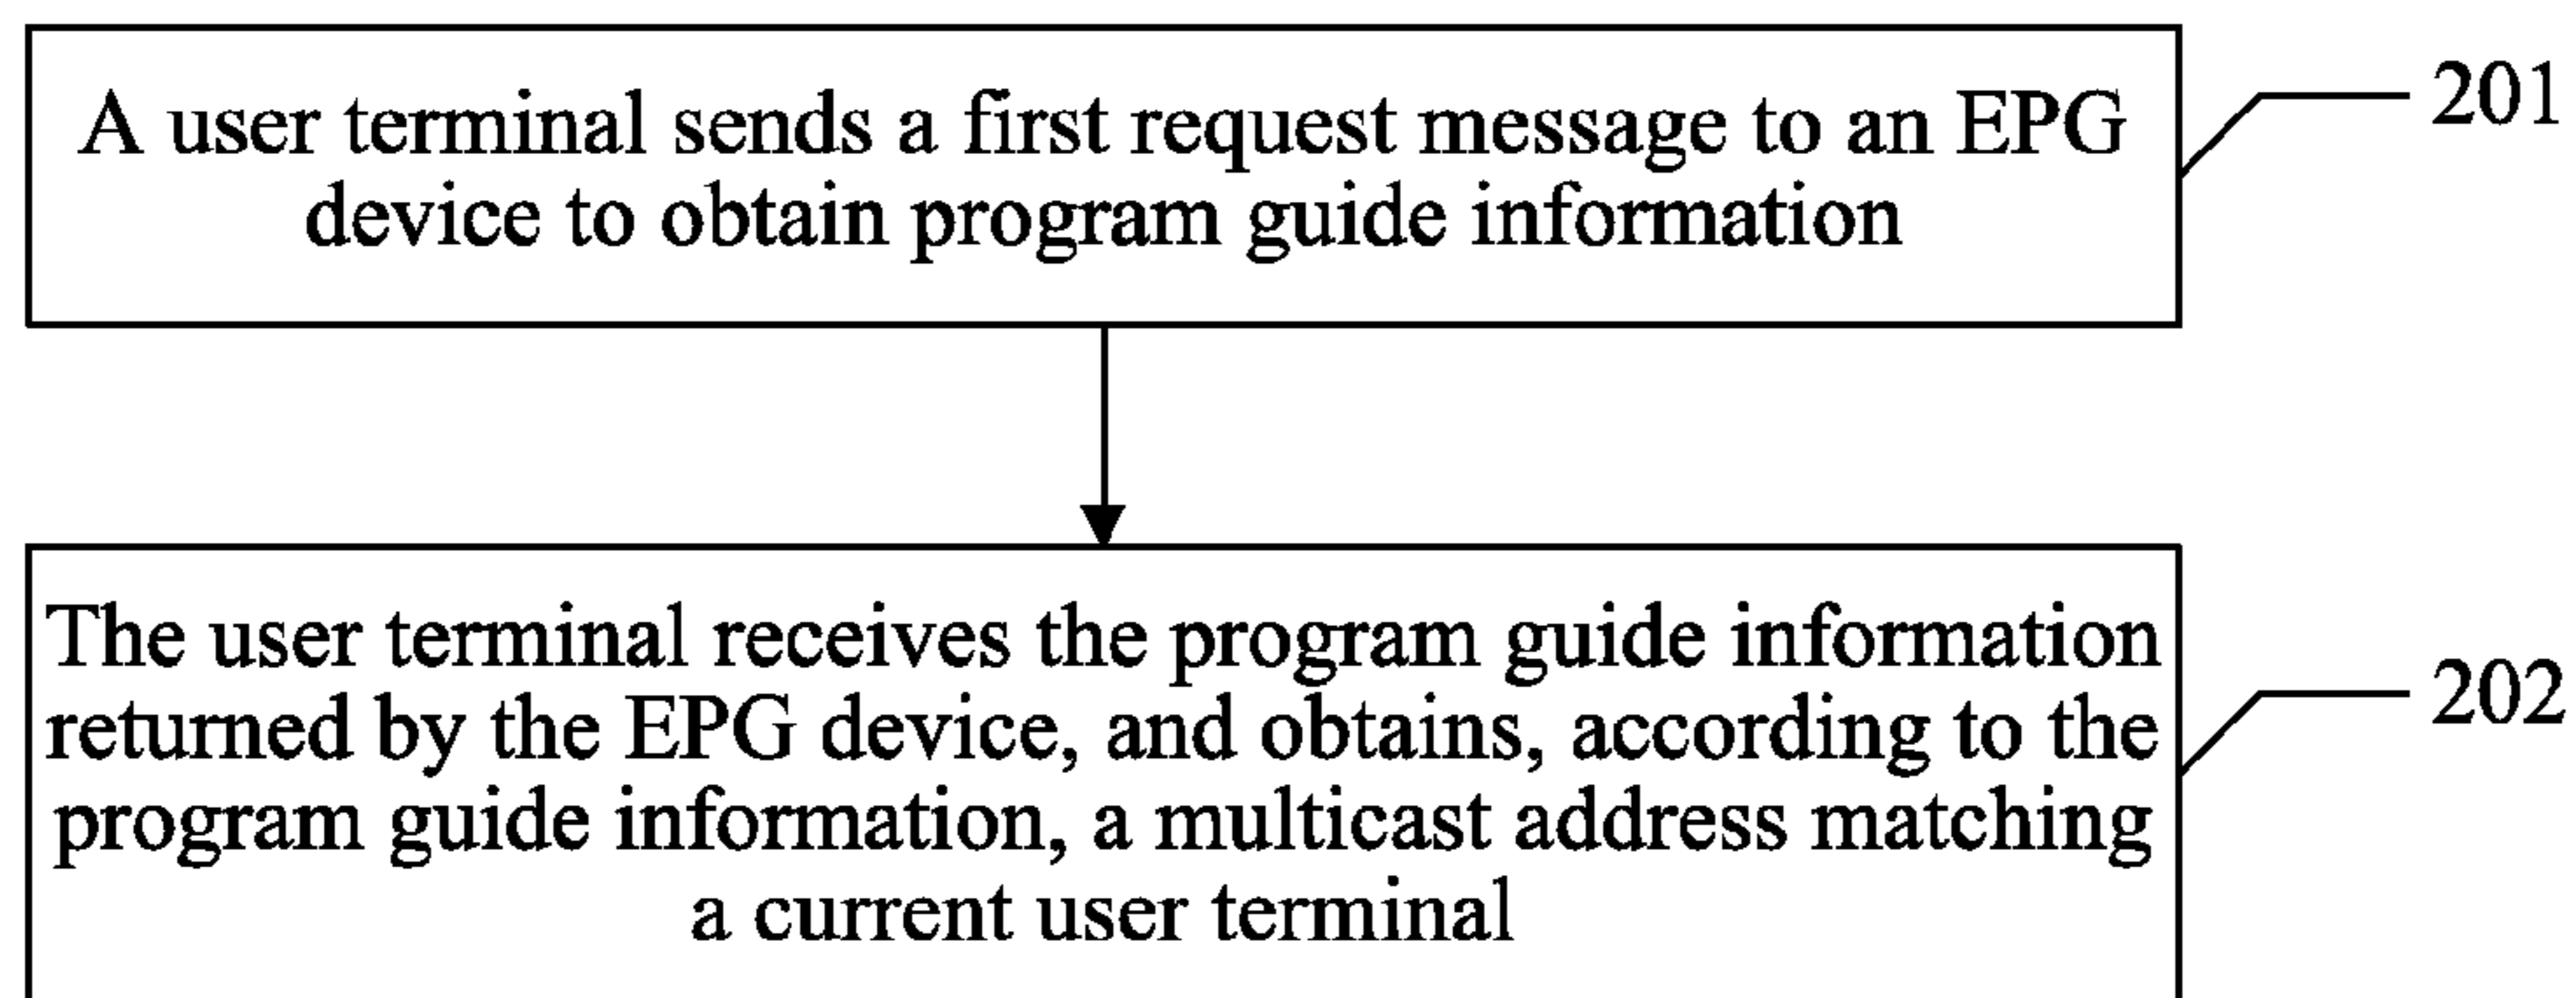 A user terminal sends a first request message to an EPG
device to obtain program guide information
201
The user terminal receives the program guide information
returned by the EPG device, and obtains, according to the
program guide information, a multicast address matching
a current user terminal
202